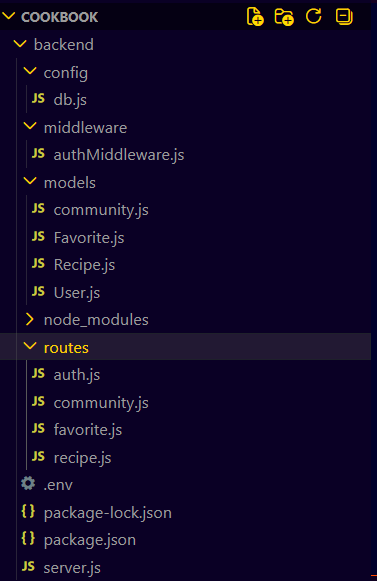 COOKBOOK
backend
config
JS db.js
middleware
JS authMiddleware.js
models
JS community.js
JS Favorite.js
JS Recipe.js
JS User.js
node_modules
routes
JS auth.js
JS community.js
JS favorite.js
JS recipe.js
.env
{} package-lock.json
{} package.json
JS server.js